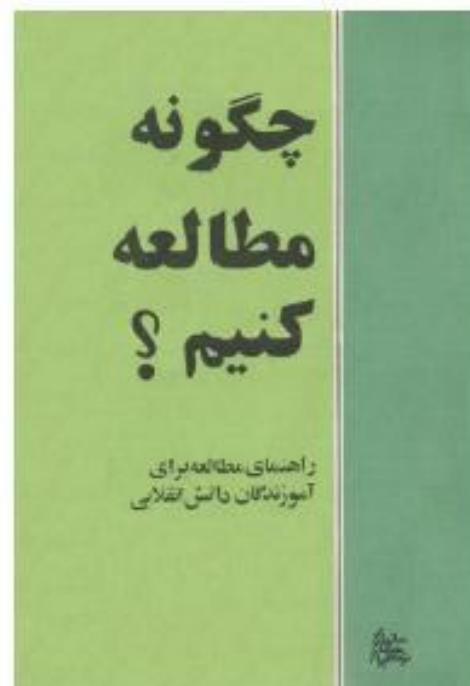 چگونه
مطالعه
کنیم ؟
راهنمای مطالعه برای
آموزندگان دانش انقلابی